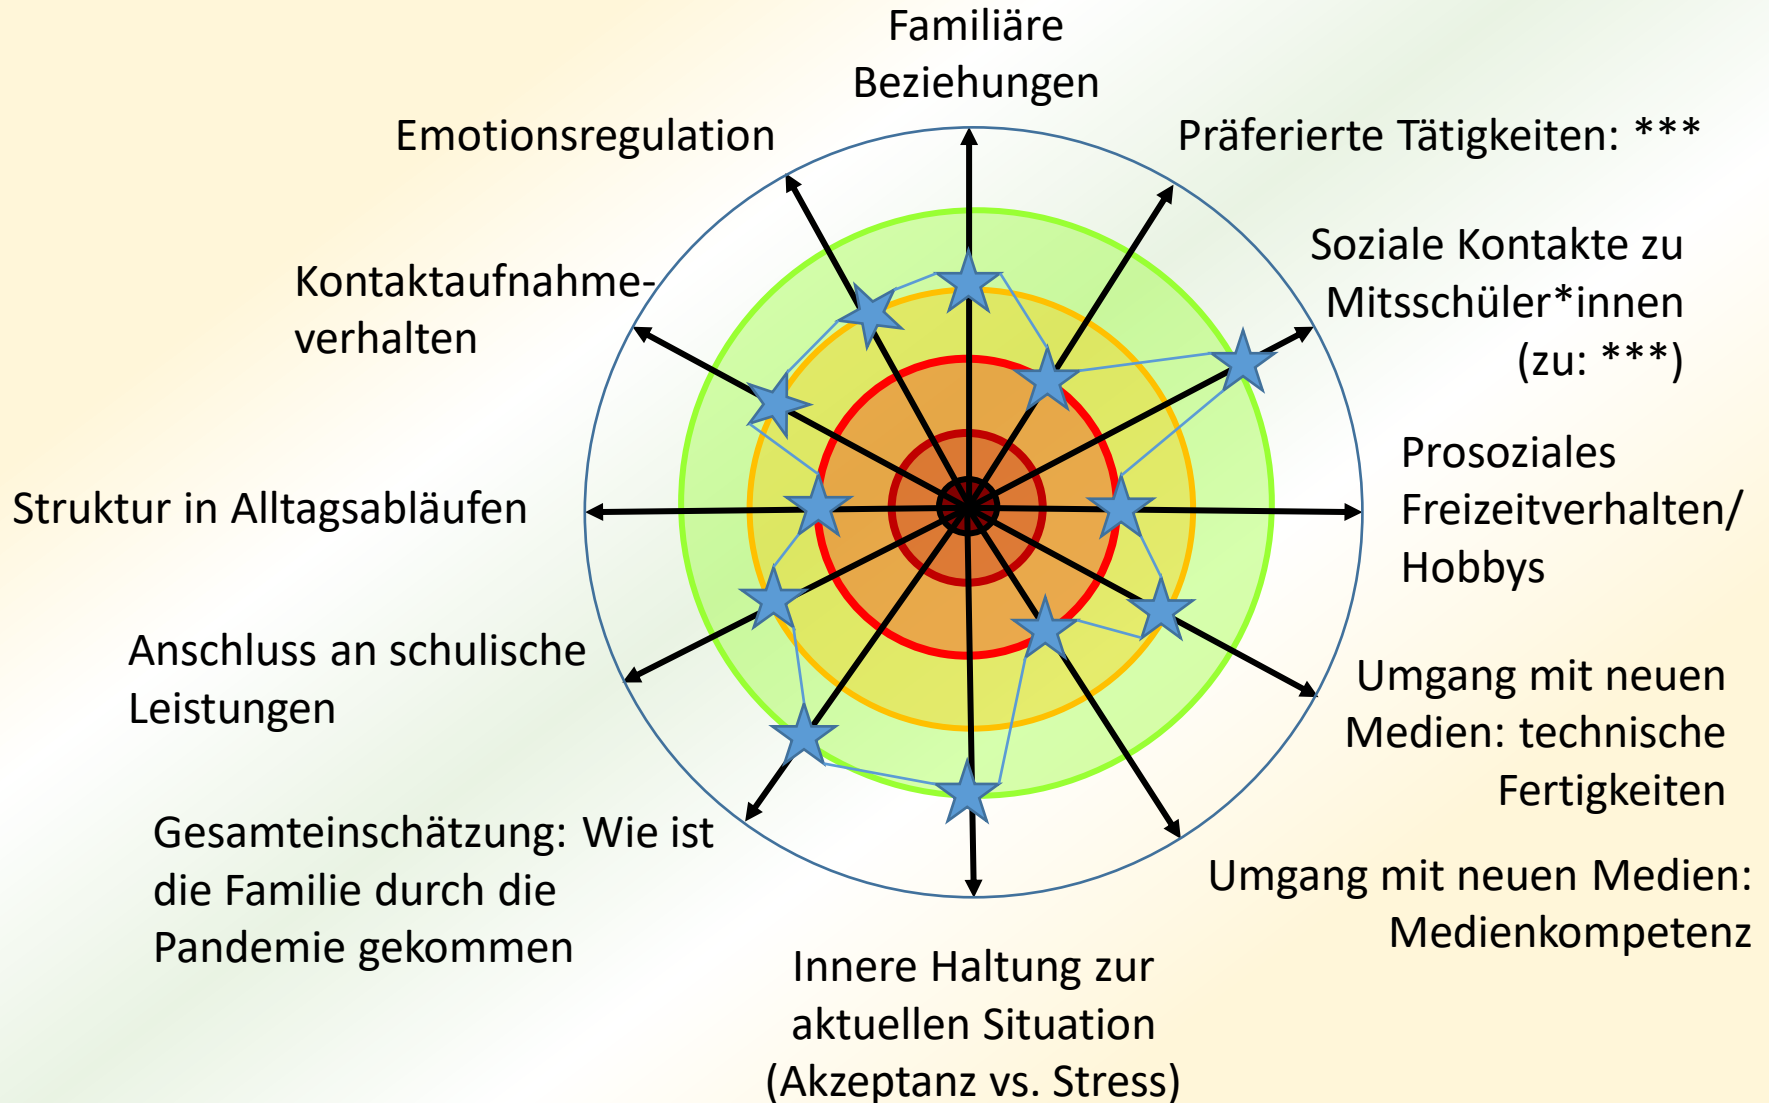 Familiäre
Beziehungen
Präferierte Tätigkeiten: ***
Soziale Kontakte zu
Mitsschüler*innen
(zu: ***)
Prosoziales
Freizeitverhalten/
Hobbys
Umgang mit neuen
Medien: technische
Fertigkeiten
Umgang mit neuen Medien:
Medienkompetenz
Innere Haltung zur
aktuellen Situation
(Akzeptanz vs. Stress)
Gesamteinschätzung: Wie ist
die Familie durch die
Pandemie gekommen
Anschluss an schulische
Leistungen
Struktur in Alltagsabläufen
Kontaktaufnahme-
verhalten
Emotionsregulation